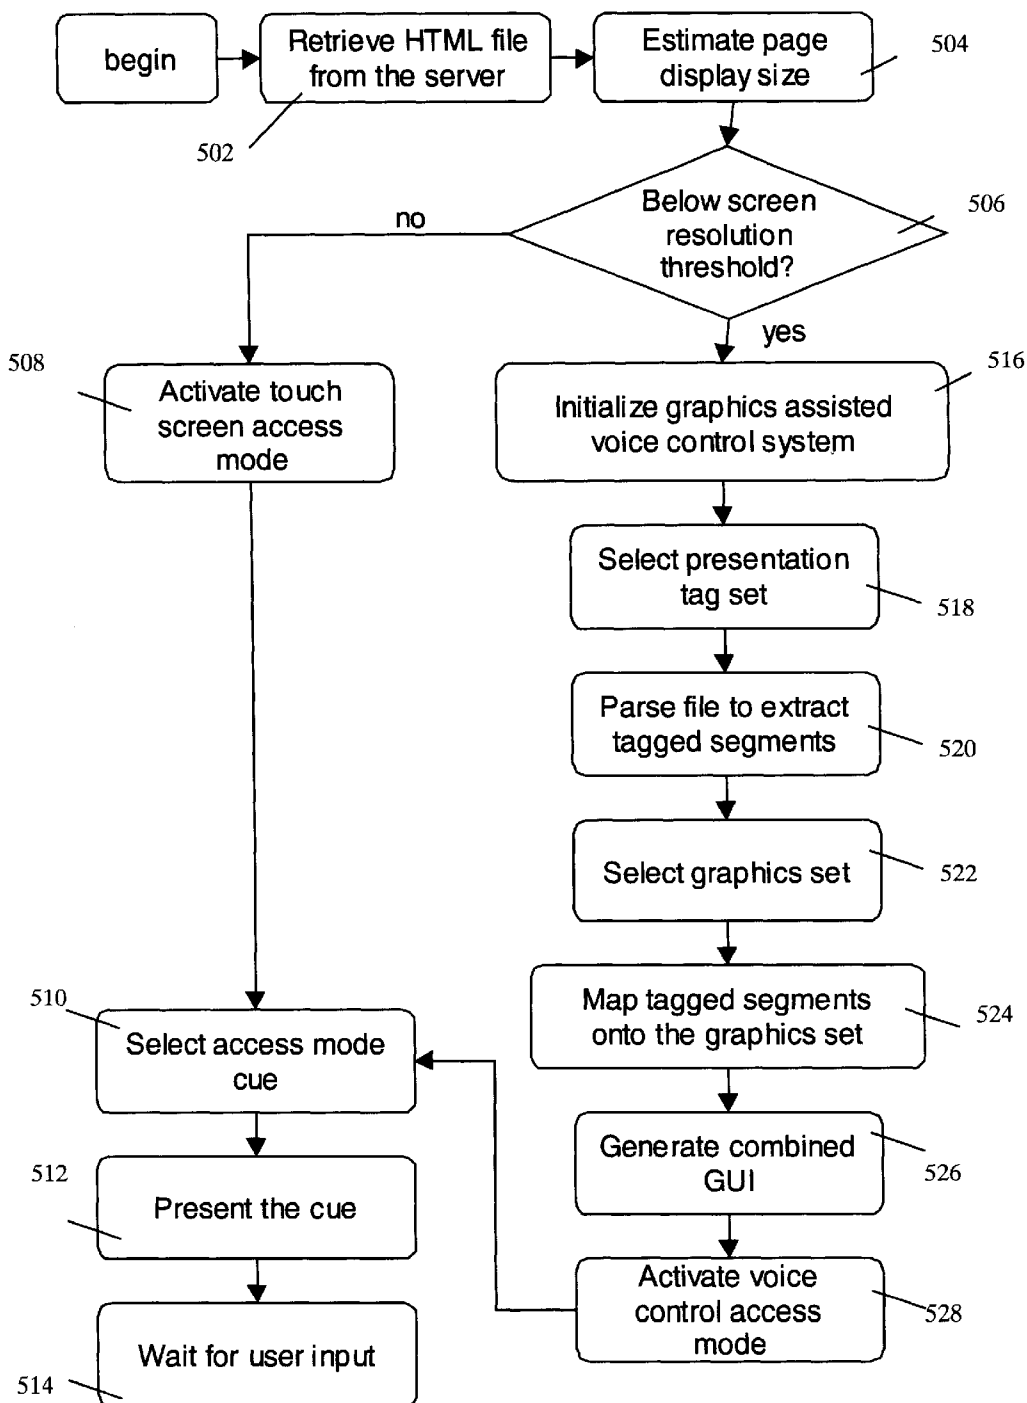 begin
Retrieve HTML file
from the server
502
Estimate page
display size
504
Below screen
resolution
threshold?
506
no
yes
508
Activate touch
screen access
mode
516
Initialize graphics assisted
voice control system
Select presentation
tag set
518
Parse file to extract
tagged segments
520
Select graphics set
522
Map tagged segments
onto the graphics set
524
Generate combined
GUI
526
Activate voice
control access
mode
528
510
Select access mode
cue
512
Present the cue
Wait for user input
514